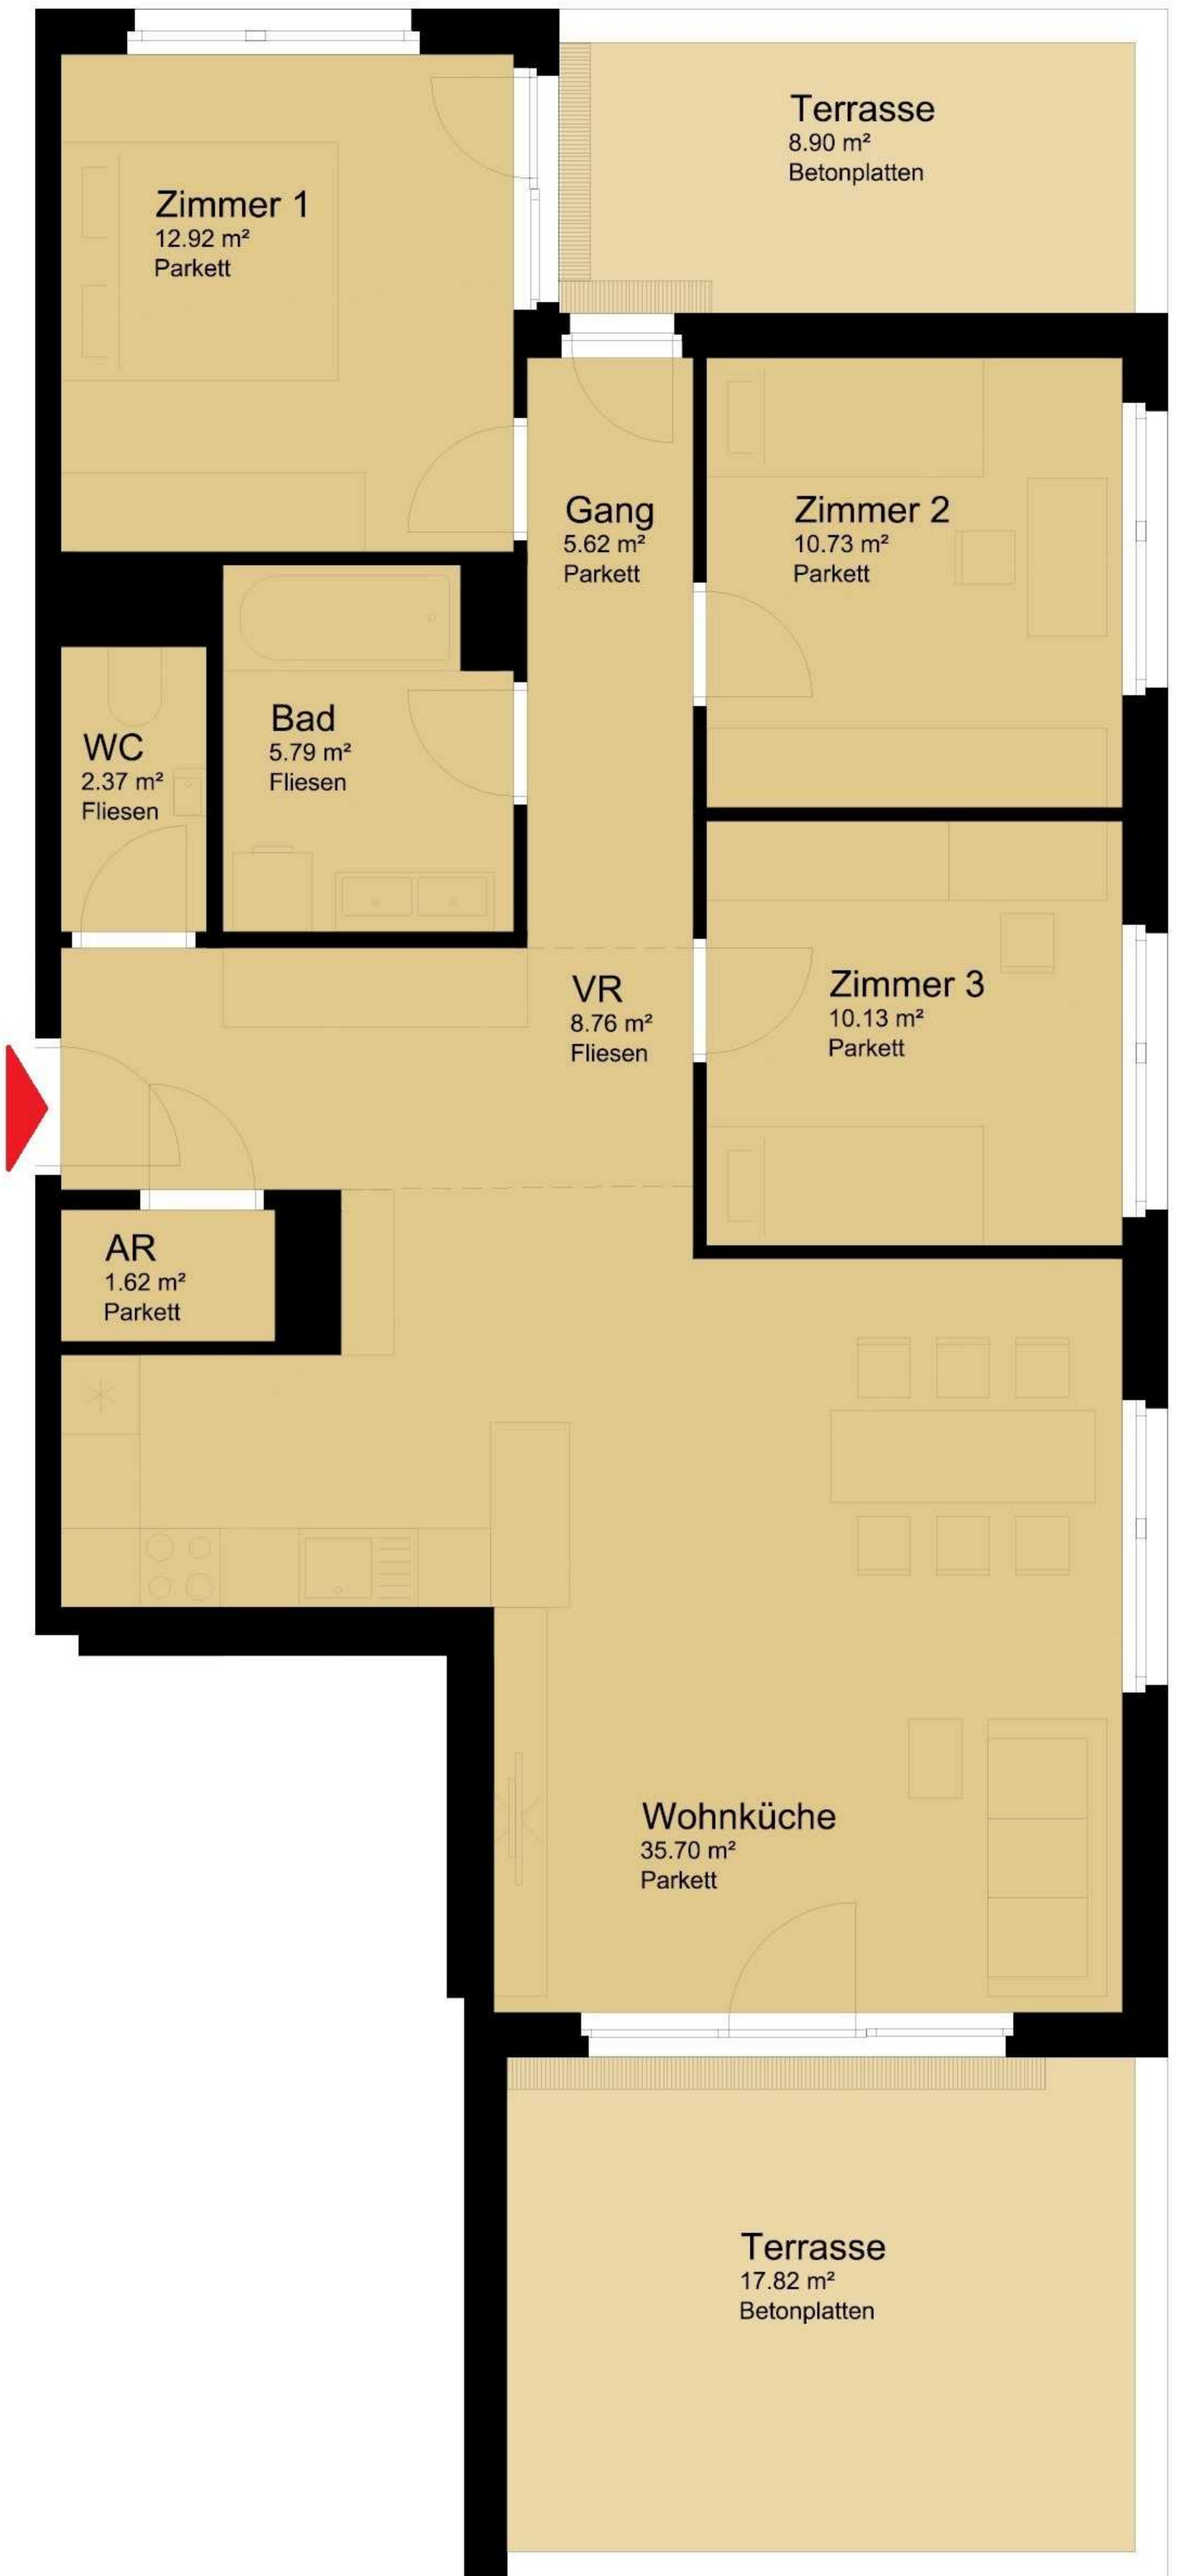 Terrasse
8.90 m²
Betonplatten
Zimmer 1
12.92 m²
Parkett
Gang
5.62 m²
Parkett
Zimmer 2
10.73 m²
Parkett
WC
2.37 m²
Fliesen
Bad
5.79 m²
Fliesen
VR
8.76 m²
Fliesen
Zimmer 3
10.13 m²
Parkett
AR
1.62 m²
Parkett
Wohnküche
35.70 m²
Parkett
Terrasse
17.82 m²
Betonplatten